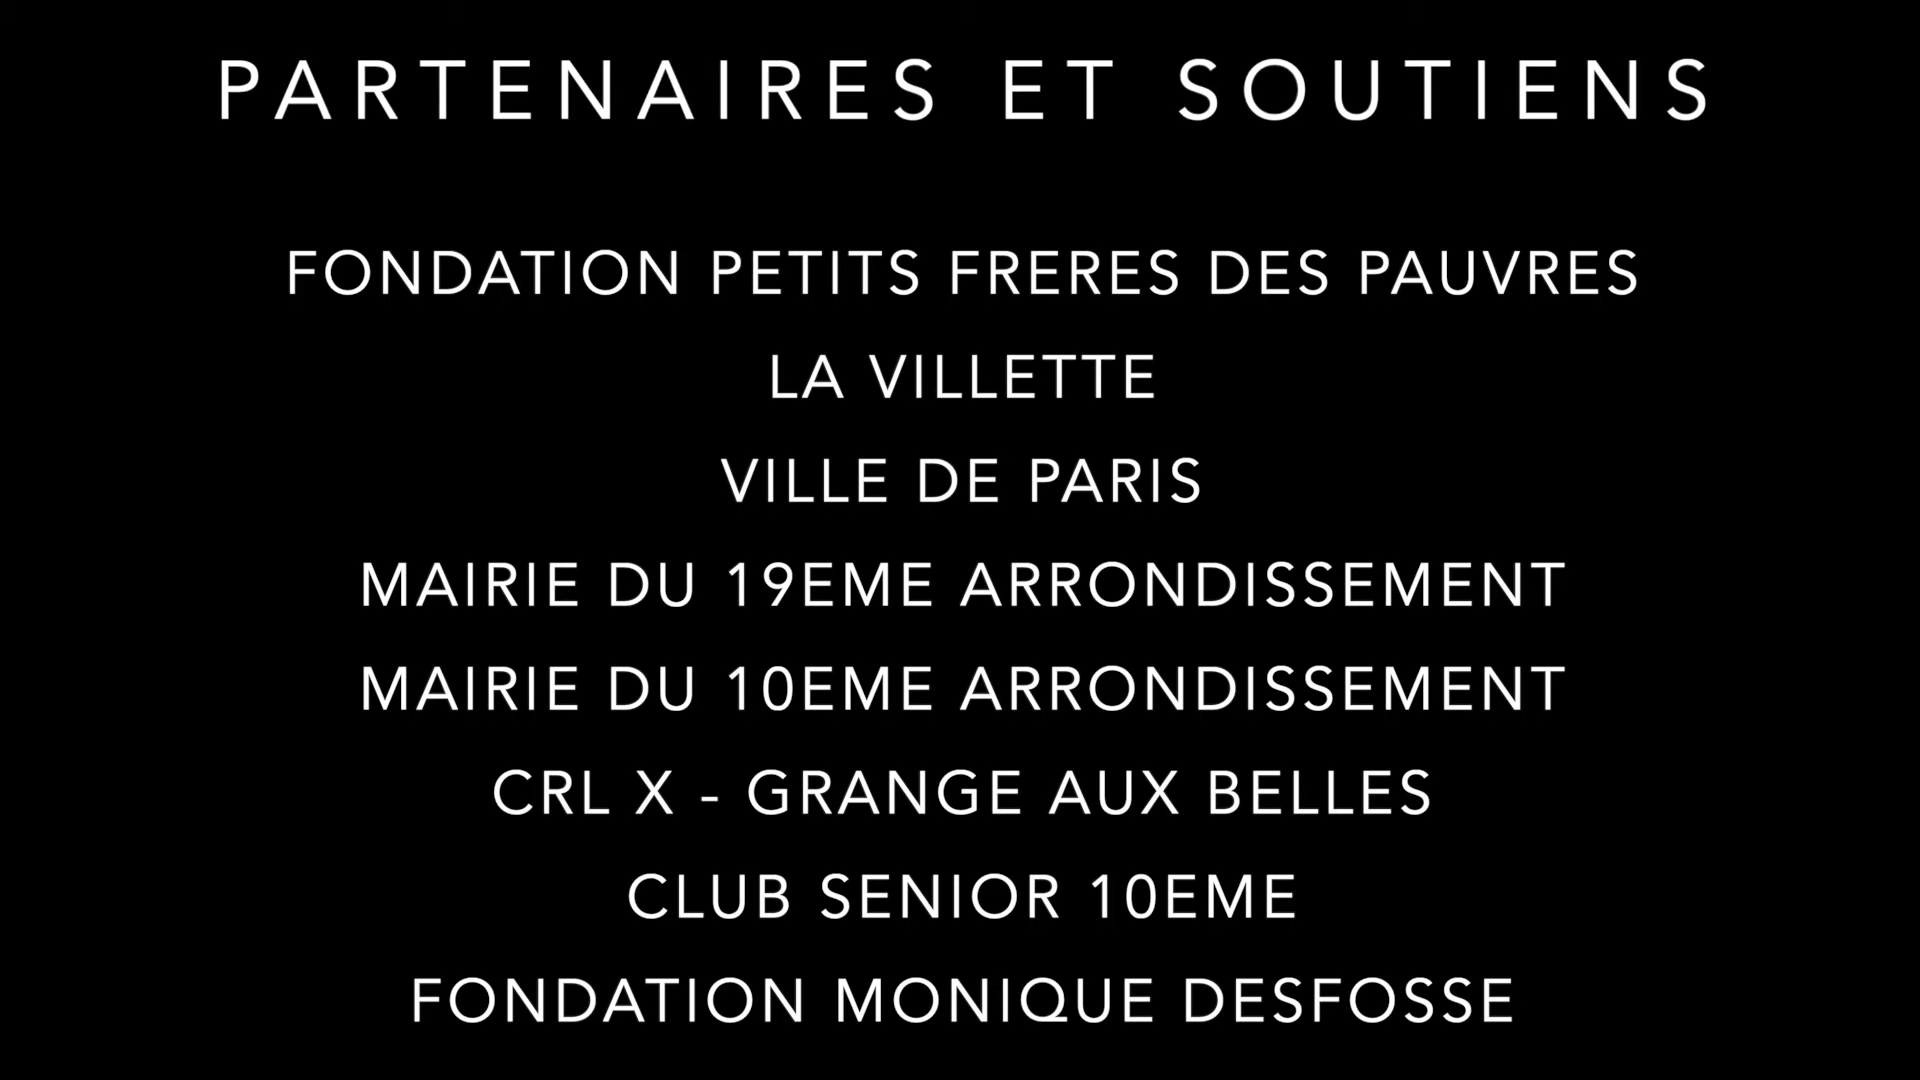 PARTENAIRES ET SOUTIENS
FONDATION PETITS FRERES DES PAUVRES
LA VILLETTE
VILLE DE PARIS
MAIRIE DU 19EME ARRONDISSEMENT
MAIRIE DU 10EME ARRONDISSEMENT
CRL X - GRANGE AUX BELLES
CLUB SENIOR 10EME
FONDATION MONIQUE DESFOSSE